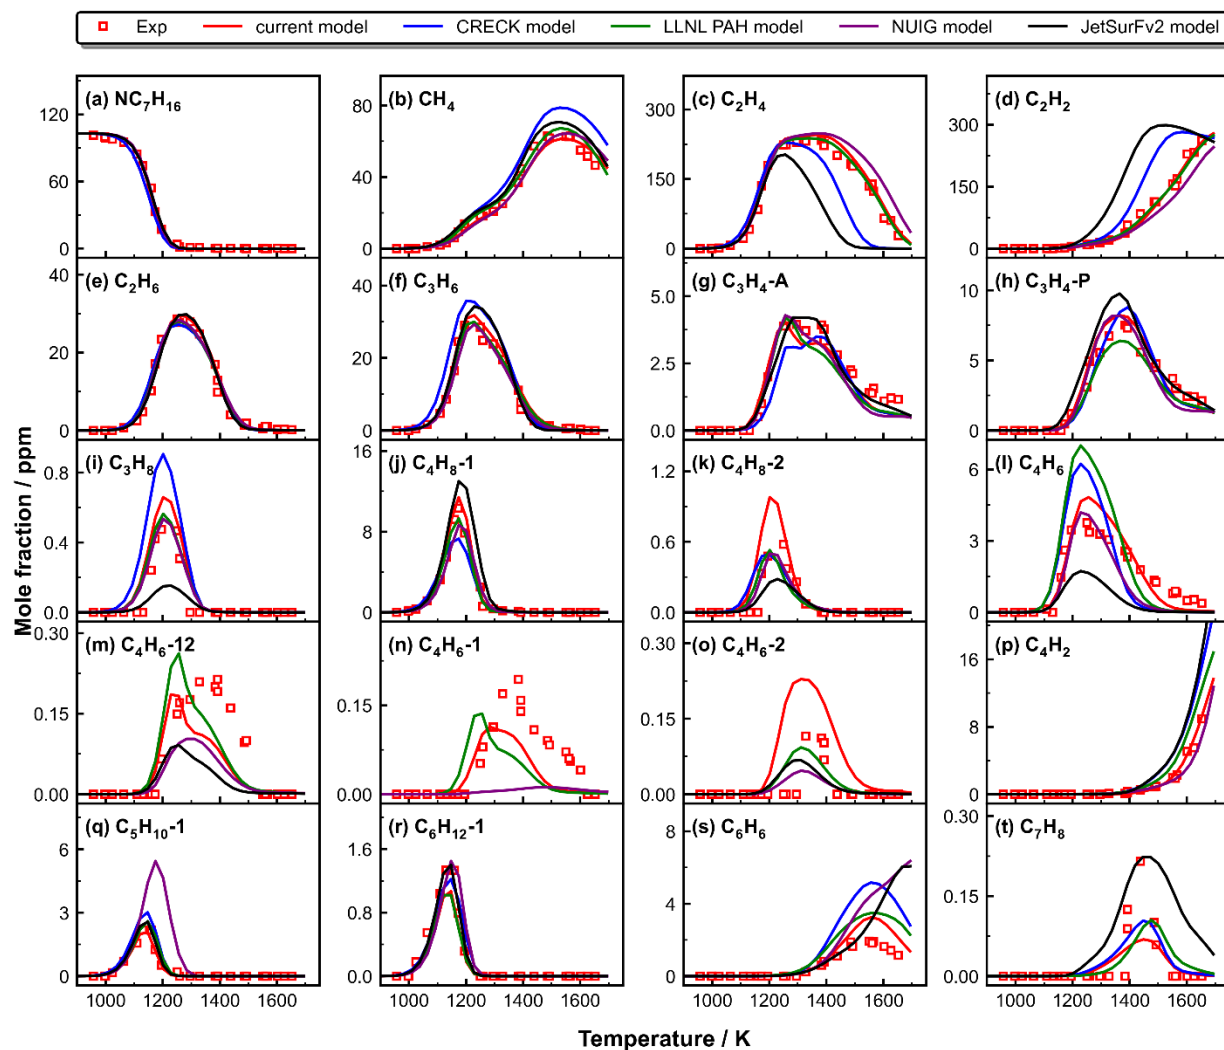 Exp current model CRECK model LLNL PAH model NUIG model JetSurFv2 model
(a) NC₇H₁₆ (b) CH₄ (c) C₂H₄ (d) C₂H₂
120 60 0
80 40 0
300 150 0
300 150 0
(e) C₂H₆ (f) C₃H₆ (g) C₃H₄-A (h) C₃H₄-P
40 20 0
40 20 0
5.0 2.5 0.0
10 5 0
(i) C₃H₈ (j) C₄H₈-1 (k) C₄H₈-2 (l) C₄H₆
0.8 0.4 0.0
16 8 0
1.2 0.6 0.0
6 3 0
(m) C₄H₆-12 (n) C₄H₆-1 (o) C₄H₆-2 (p) C₄H₂
0.30 0.15 0.00
0.15 0.00
0.30 0.15 0.00
16 8 0
(q) C₅H₁₀-1 (r) C₆H₁₂-1 (s) C₆H₆ (t) C₇H₈
6 3 0
1.6 0.8 0.0
8 4 0
0.30 0.15 0.00
1000 1200 1400 1600 1000 1200 1400 1600 1000 1200 1400 1600 1000 1200 1400 1600
Mole fraction / ppm
Temperature / K